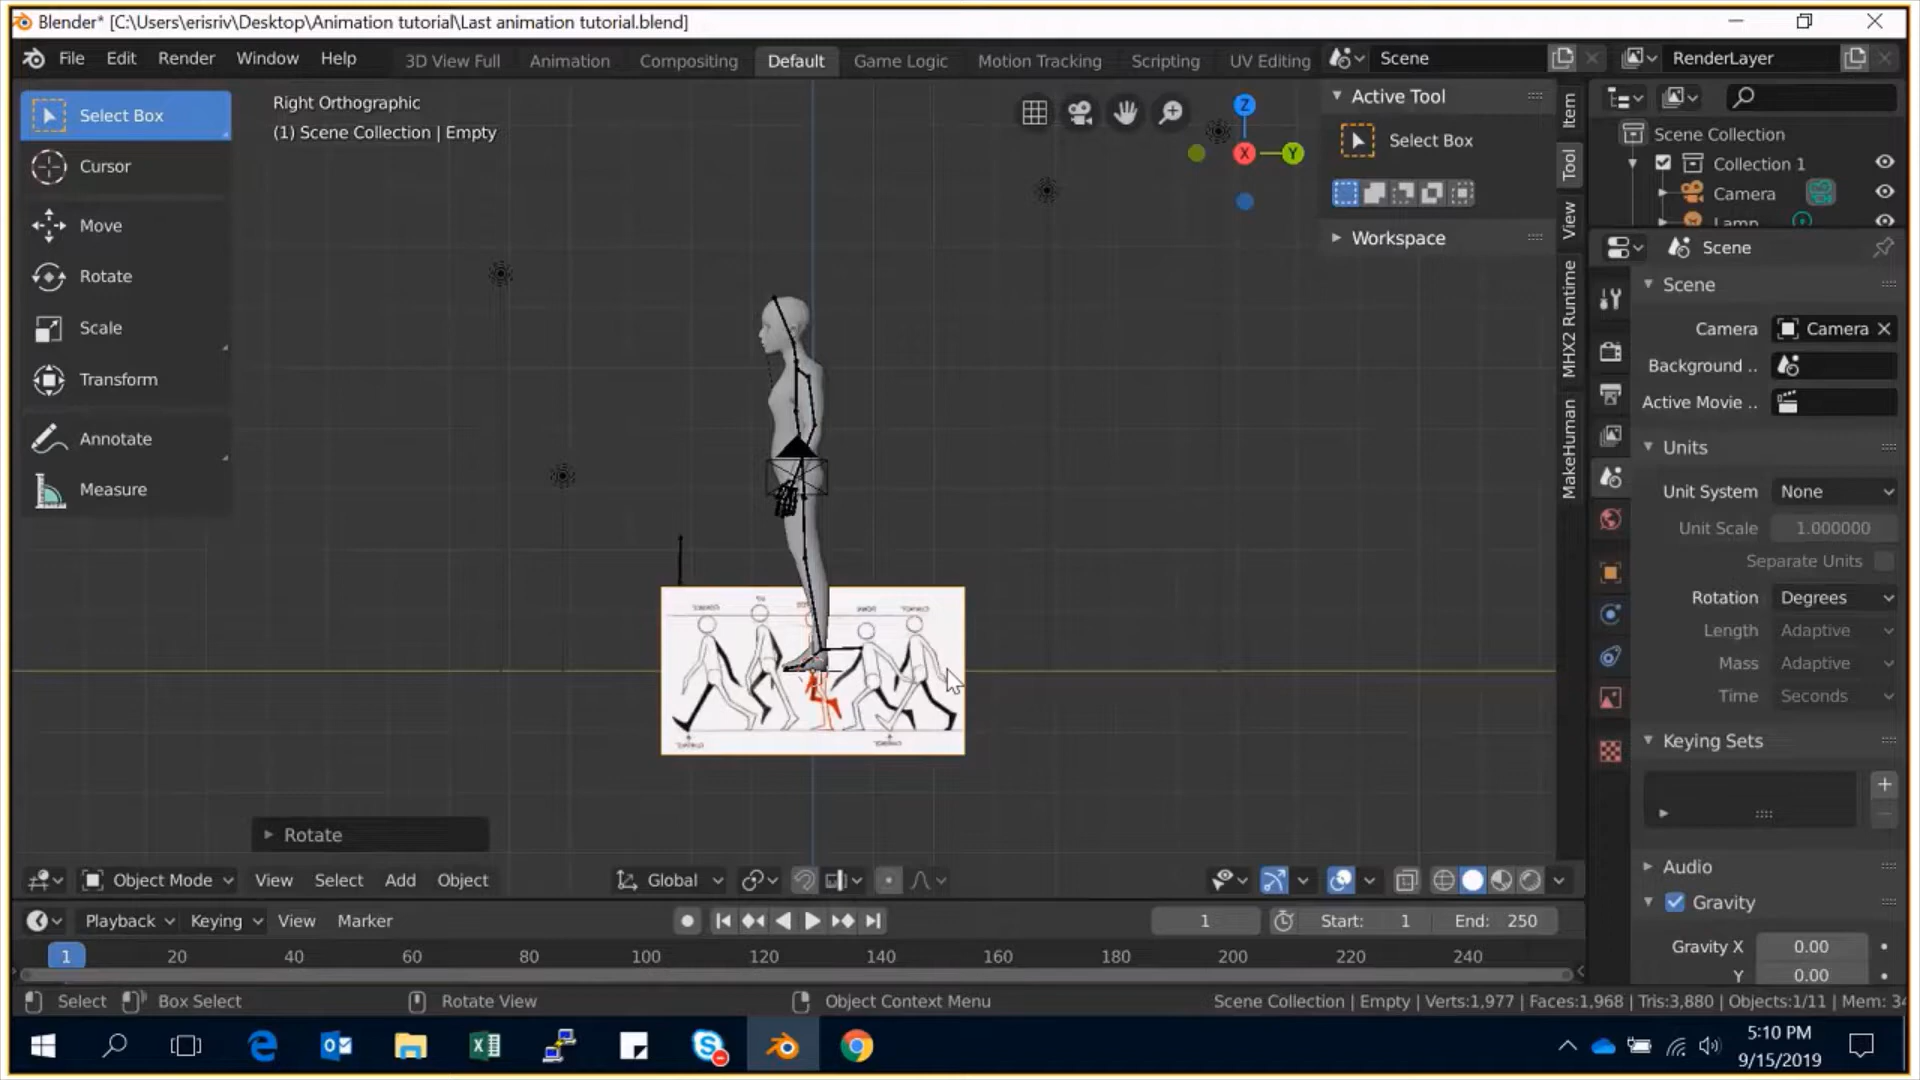 Blender* [C:\Users\erisriv\Desktop\Animation tutorial\Last animation tutorial.blend]
File Edit Render Window Help 3D View Full Animation Compositing Default Game Logic Motion Tracking Scripting UV Editing Scene RenderLayer
Select Box
Cursor
Move
Rotate
Scale
Transform
Annotate
Measure
Right Orthographic
(1) Scene Collection | Empty
Z
X
Y
Active Tool
Select Box
Workspace
Item
Tool
View
MHX2 Runtime
MakeHuman
Scene Collection
Collection 1
Camera
Lamp
Scene
Scene
Camera Camera
Background ..
Active Movie ..
Units
Unit System None
Unit Scale 1.000000
Separate Units
Rotation Degrees
Length Adaptive
Mass Adaptive
Time Seconds
Keying Sets
Audio
Gravity
Gravity X 0.00
Y 0.00
Rotate
Object Mode View Select Add Object Global
Playback Keying View Marker 1 Start: 1 End: 250
1 20 40 60 80 100 120 140 160 180 200 220 240
Select Box Select Rotate View Object Context Menu Scene Collection | Empty | Verts:1,977 | Faces:1,968 | Tris:3,880 | Objects:1/11 | Mem: 34
5:10 PM
9/15/2019